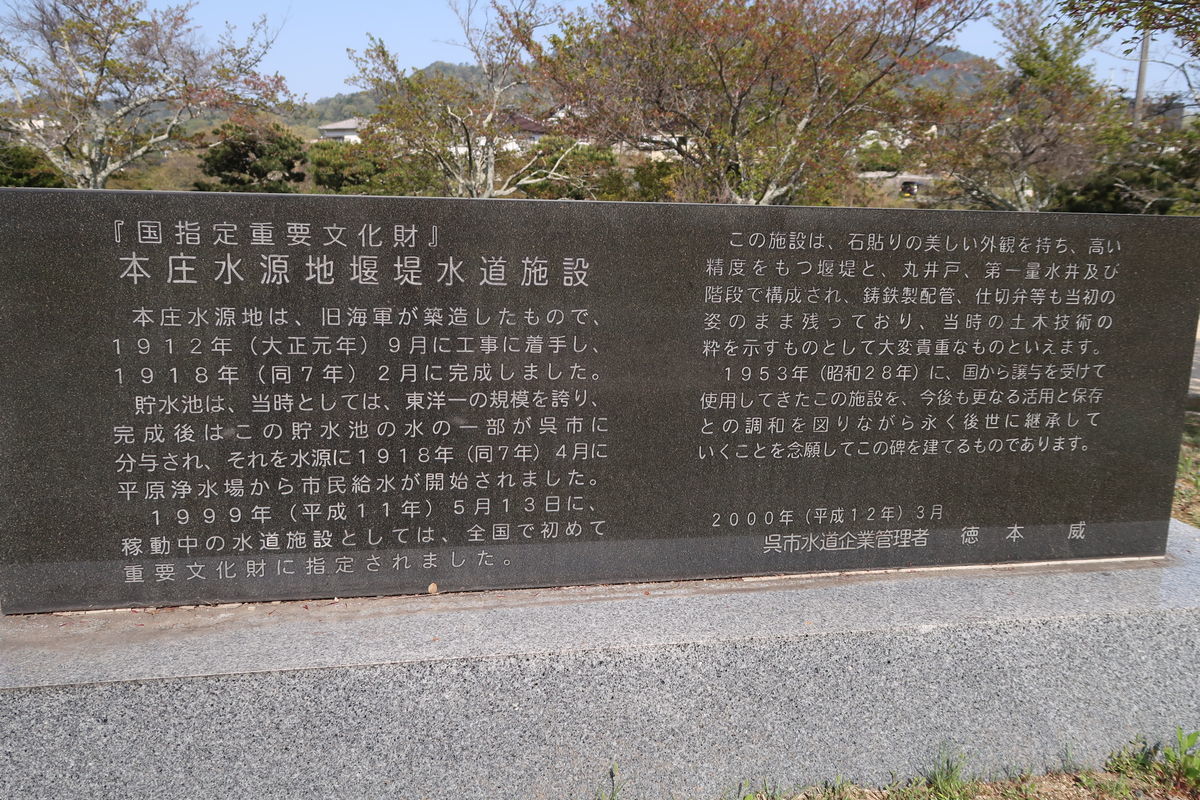 『国指定重要文化財』
本庄水源地堰堤水道施設
本庄水源地は、旧海軍が築造したもので、
１９１２年（大正元年）９月に工事に着手し、
１９１８年（同７年）２月に完成しました。
貯水池は、当時としては、東洋一の規模を誇り、
完成後はこの貯水池の水の一部が呉市に
分与され、それを水源に１９１８年（同７年）４月に
平原浄水場から市民給水が開始されました。
１９９９年（平成１１年）５月１３日に、
稼動中の水道施設としては、全国で初めて
重要文化財に指定されました。
この施設は、石貼りの美しい外観を持ち、高い
精度をもつ堰堤と、丸井戸、第一量水井及び
階段で構成され、鋳鉄製配管、仕切弁等も当初の
姿のまま残っており、当時の土木技術の
粋を示すものとして大変貴重なものといえます。
１９５３年（昭和２８年）に、国から譲与を受けて
使用してきたこの施設を、今後も更なる活用と保存
との調和を図りながら永く後世に継承して
いくことを念願してこの碑を建てるものであります。
２０００年（平成１２年）３月
呉市水道企業管理者　徳本　威